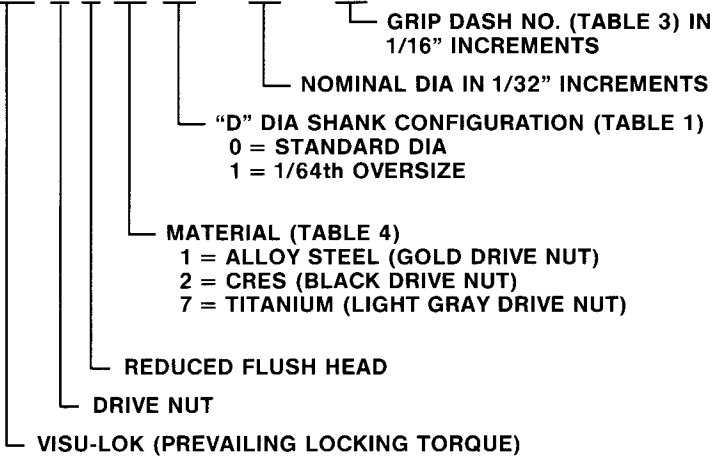 GRIP DASH NO. (TABLE 3) IN
1/16” INCREMENTS
NOMINAL DIA IN 1/32” INCREMENTS
“D” DIA SHANK CONFIGURATION (TABLE 1)
0 = STANDARD DIA
1 = 1/64th OVERSIZE
MATERIAL (TABLE 4)
1 = ALLOY STEEL (GOLD DRIVE NUT)
2 = CRES (BLACK DRIVE NUT)
7 = TITANIUM (LIGHT GRAY DRIVE NUT)
REDUCED FLUSH HEAD
DRIVE NUT
VISU-LOK (PREVAILING LOCKING TORQUE)